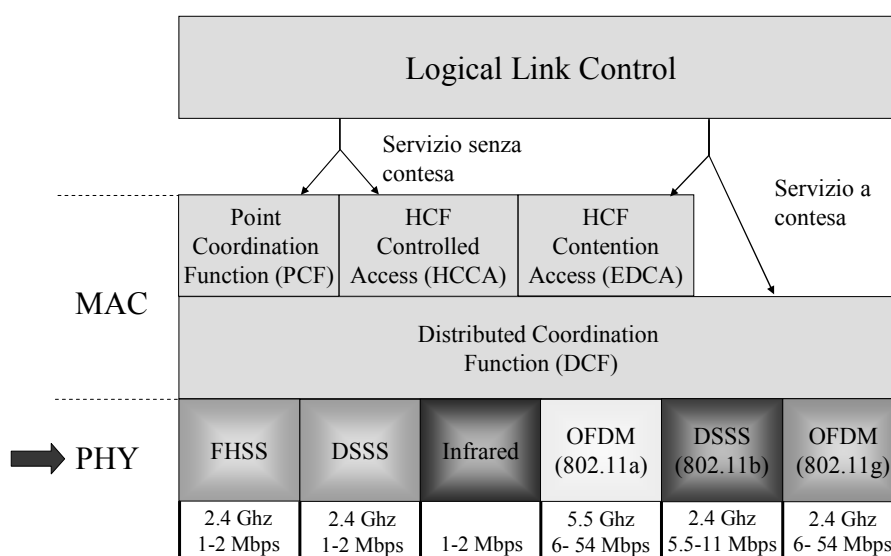 Logical Link Control
Servizio senza
contesa
Servizio a
contesa
MAC
Point
Coordination
Function (PCF)
HCF
Controlled
Access (HCCA)
HCF
Contention
Access (EDCA)
Distributed Coordination
Function (DCF)
PHY
FHSS
DSSS
Infrared
OFDM
(802.11a)
DSSS
(802.11b)
OFDM
(802.11g)
2.4 Ghz
1-2 Mbps
2.4 Ghz
1-2 Mbps
1-2 Mbps
5.5 Ghz
6- 54 Mbps
2.4 Ghz
5.5-11 Mbps
2.4 Ghz
6- 54 Mbps